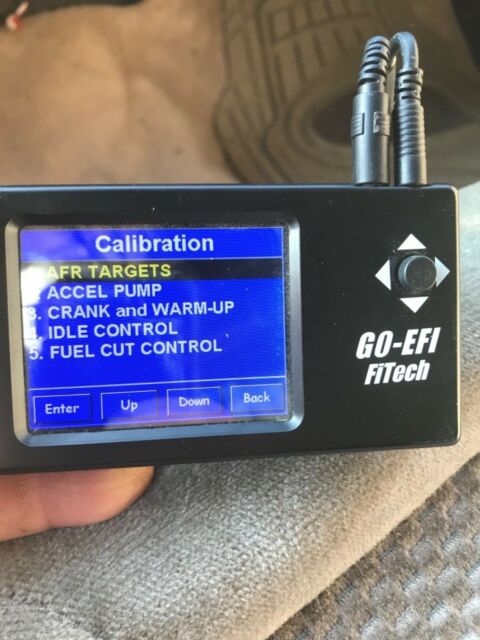 Calibration
AFR TARGETS
ACCEL PUMP
3. CRANK and WARM-UP
4. IDLE CONTROL
5. FUEL CUT CONTROL
Enter Up Down Back
GO-EFI
FiTech